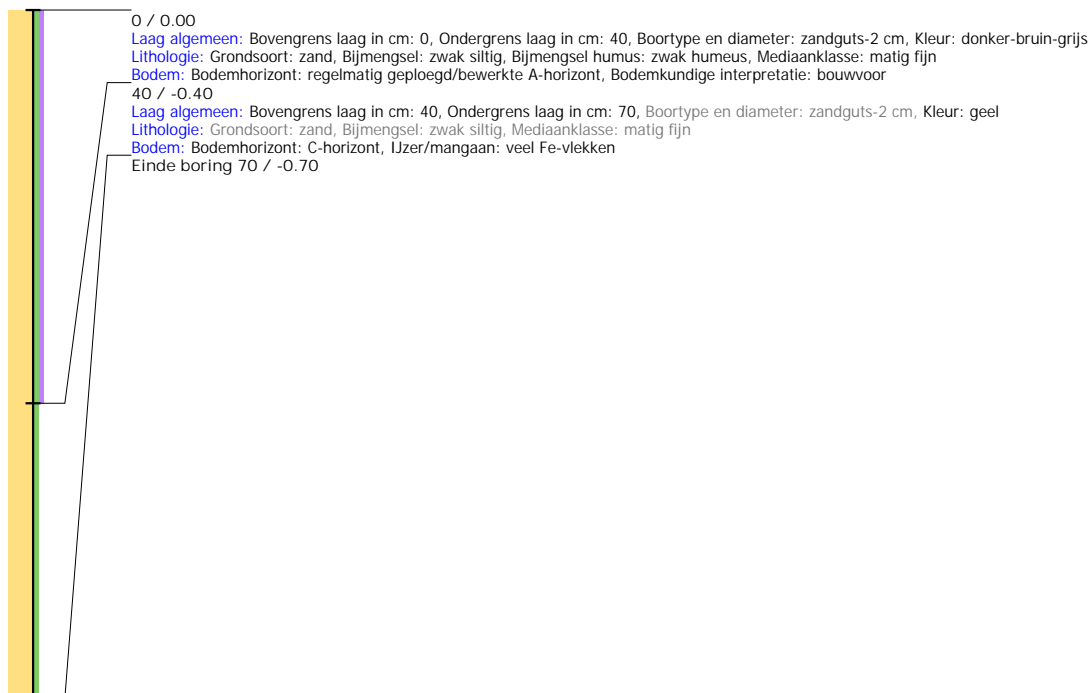 0 / 0.00
Laag algemeen: Bovengrens laag in cm: 0, Ondergrens laag in cm: 40, Boortype en diameter: zandguts-2 cm, Kleur: donker-bruin-grijs
Lithologie: Grondsoort: zand, Bijmengsel: zwak siltig, Bijmengsel humus: zwak humeus, Mediaanklasse: matig fijn
Bodem: Bodemhorizont: regelmatig geploegd/bewerkte A-horizont, Bodemkundige interpretatie: bouwvoor
40 / -0.40
Laag algemeen: Bovengrens laag in cm: 40, Ondergrens laag in cm: 70, Boortype en diameter: zandguts-2 cm, Kleur: geel
Lithologie: Grondsoort: zand, Bijmengsel: zwak siltig, Mediaanklasse: matig fijn
Bodem: Bodemhorizont: C-horizont, IJzer/mangaan: veel Fe-vlekken
Einde boring 70 / -0.70